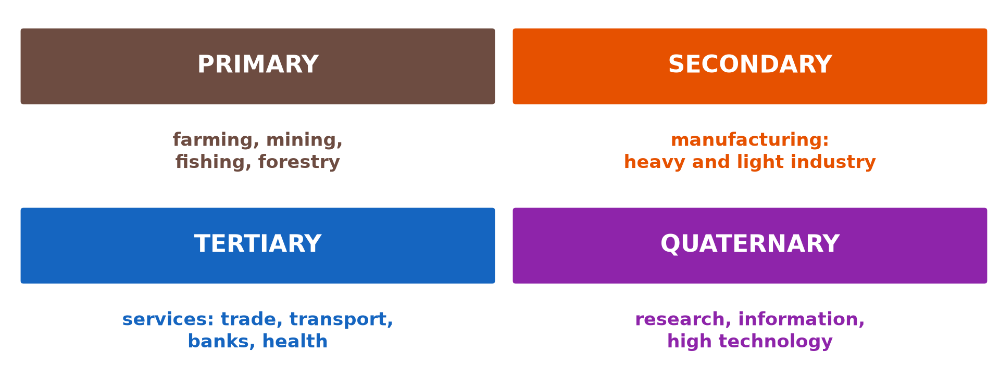 PRIMARY
farming, mining,
fishing, forestry
SECONDARY
manufacturing:
heavy and light industry
TERTIARY
services: trade, transport,
banks, health
QUATERNARY
research, information,
high technology